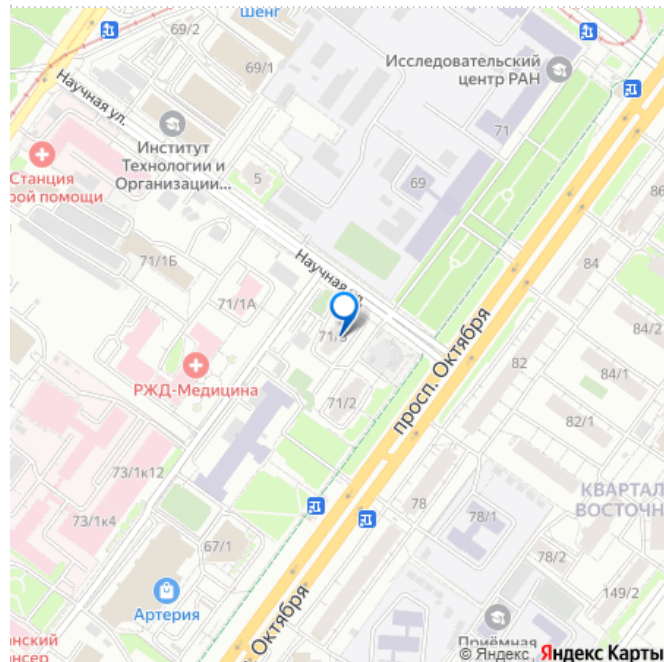 Шенг
69/2
69/1
Научная ул.
Исследовательский
центр РАН
71
Институт
Технологии и
Организации...
5
69
86
Станция
рой помощи
71/1Б
71/1А
Научная ул.
84
84/2
71/3
просп. Октября
82
84/1
РЖД-Медицина
71/2
82/1
73/1к12
КВАРТАЛ
ВОСТОЧН
78
78/1
73/1к4
67/1
78/2
149/2
Артерия
Октября
Приёмная
анский
нсер
© Яндекс Яндекс Карты